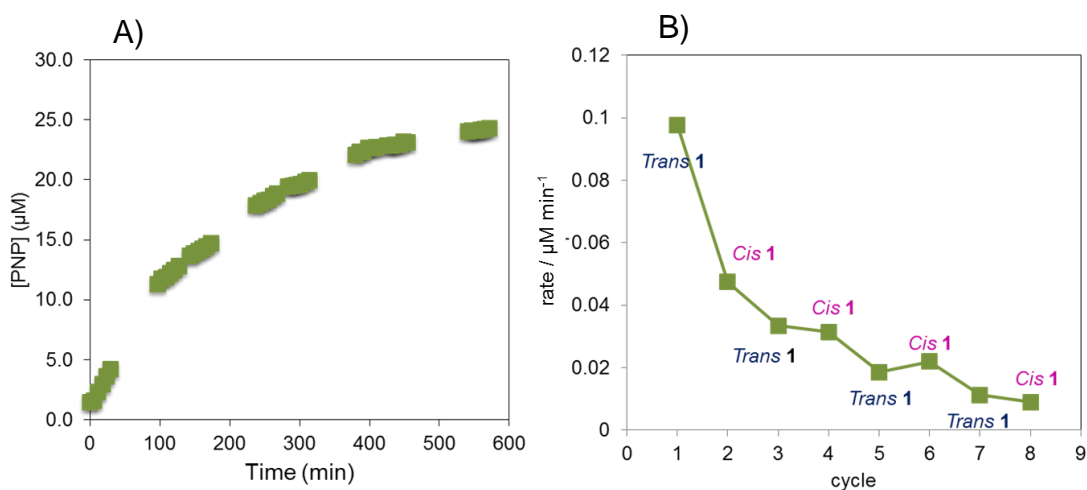 A)
30.0
25.0
20.0
15.0
10.0
5.0
0.0
[PNP] (µM)
0 100 200 300 400 500 600
Time (min)
B)
0.12
0.1
0.08
0.06
0.04
0.02
0
rate / µM min-1
Trans 1
Cis 1
Trans 1
Cis 1
Trans 1
Cis 1
Trans 1
Cis 1
0 1 2 3 4 5 6 7 8 9
cycle